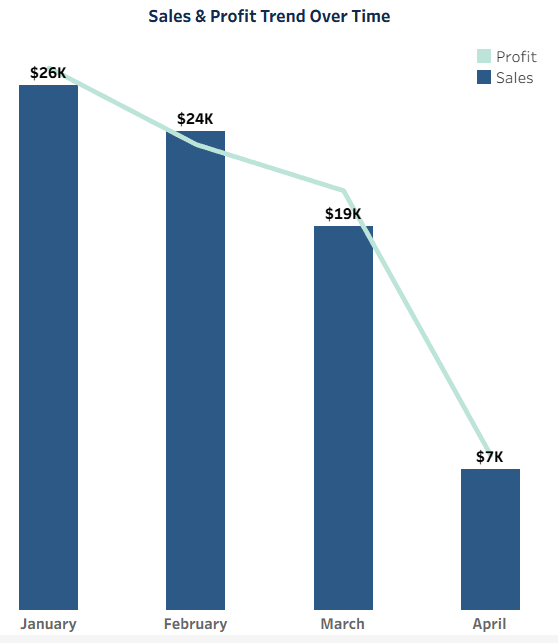 Sales & Profit Trend Over Time
Profit
Sales
$26K
$24K
$19K
$7K
January
February
March
April